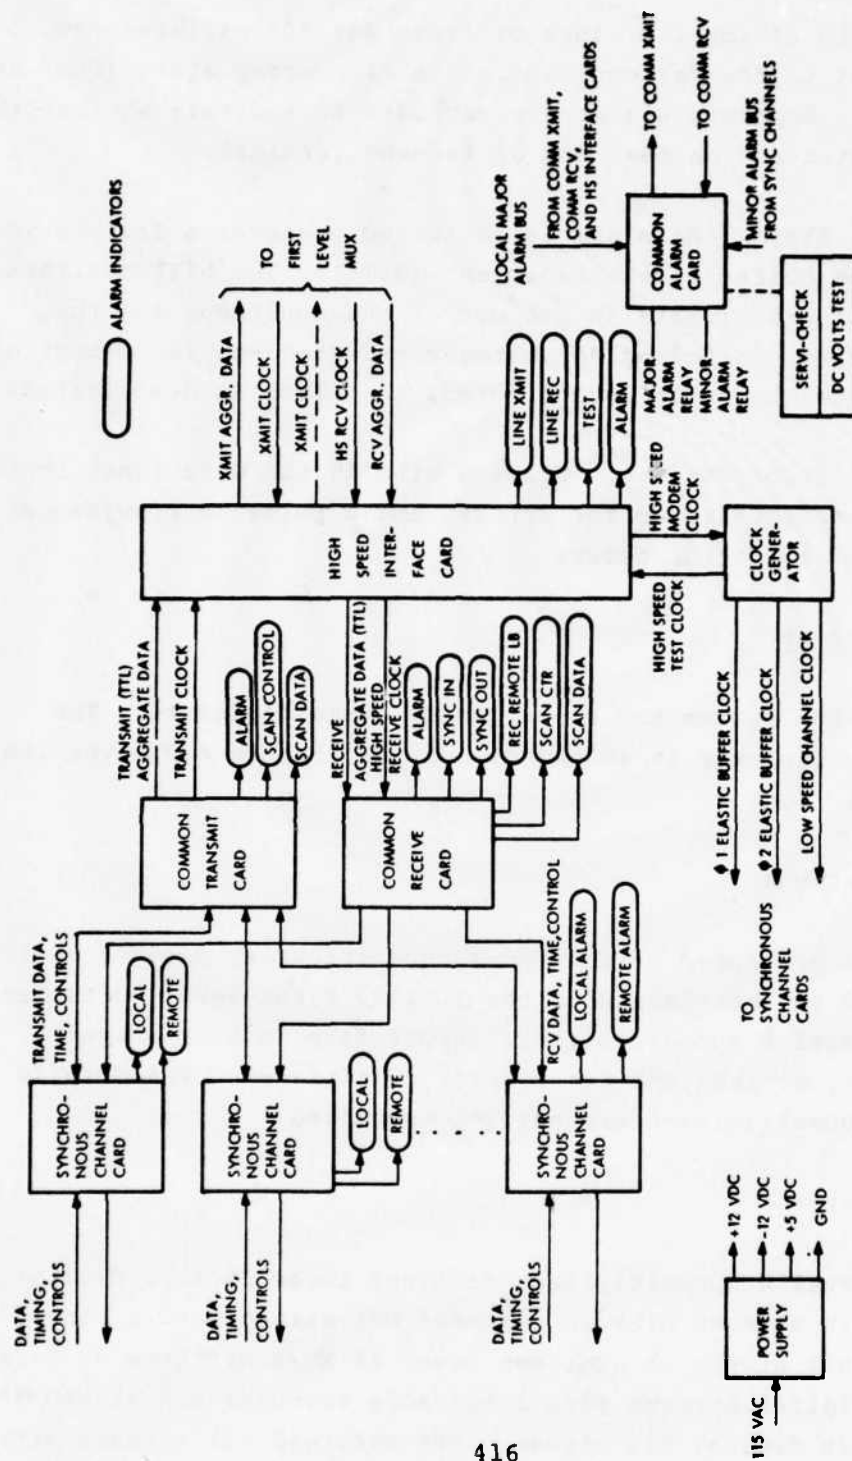 ALARM INDICATORS
XMIT AGGR. DATA
XMIT CLOCK
XMIT CLOCK
HS RCV CLOCK
RCV AGGR. DATA
TO
FIRST
LEVEL
MUX
TRANSMIT (TTL)
AGGREGATE DATA
TRANSMIT CLOCK
HIGH
SPEED
INTER-
FACE
CARD
RECEIVE
AGGREGATE DATA (TTL)
HIGH SPEED
RECEIVE CLOCK
LINE XMIT
LINE REC
TEST
ALARM
COMMON
TRANSMIT
CARD
ALARM
SCAN CONTROL
SCAN DATA
COMMON
RECEIVE
CARD
ALARM
SYNC IN
SYNC OUT
REC REMOTE LB
SCAN CTR
SCAN DATA
HIGH SPEED
MODEM
CLOCK
HIGH SPEED
TEST CLOCK
CLOCK
GENER-
ATOR
ϕ 1 ELASTIC BUFFER CLOCK
ϕ 2 ELASTIC BUFFER CLOCK
LOW SPEED CHANNEL CLOCK
TO
SYNCHRONOUS
CHANNEL
CARDS
LOCAL MAJOR
ALARM BUS
FROM COMM XMIT,
COMM RCV,
AND HS INTERFACE CARDS
COMMON
ALARM
CARD
TO COMM XMIT
TO COMM RCV
MINOR ALARM BUS
FROM SYNC CHANNELS
MAJOR
ALARM
RELAY
MINOR
ALARM
RELAY
SERVI-CHECK
DC VOLTS TEST
TRANSMIT DATA,
TIME, CONTROLS
SYNCHRO-
NOUS
CHANNEL
CARD
LOCAL
REMOTE
DATA,
TIMING,
CONTROLS
SYNCHRO-
NOUS
CHANNEL
CARD
LOCAL
REMOTE
DATA,
TIMING,
CONTROLS
RCV DATA, TIME,CONTROL
SYNCHRO-
NOUS
CHANNEL
CARD
LOCAL ALARM
REMOTE ALARM
DATA,
TIMING,
CONTROLS
115 VAC
POWER
SUPPLY
+12 VDC
-12 VDC
+5 VDC
GND
416